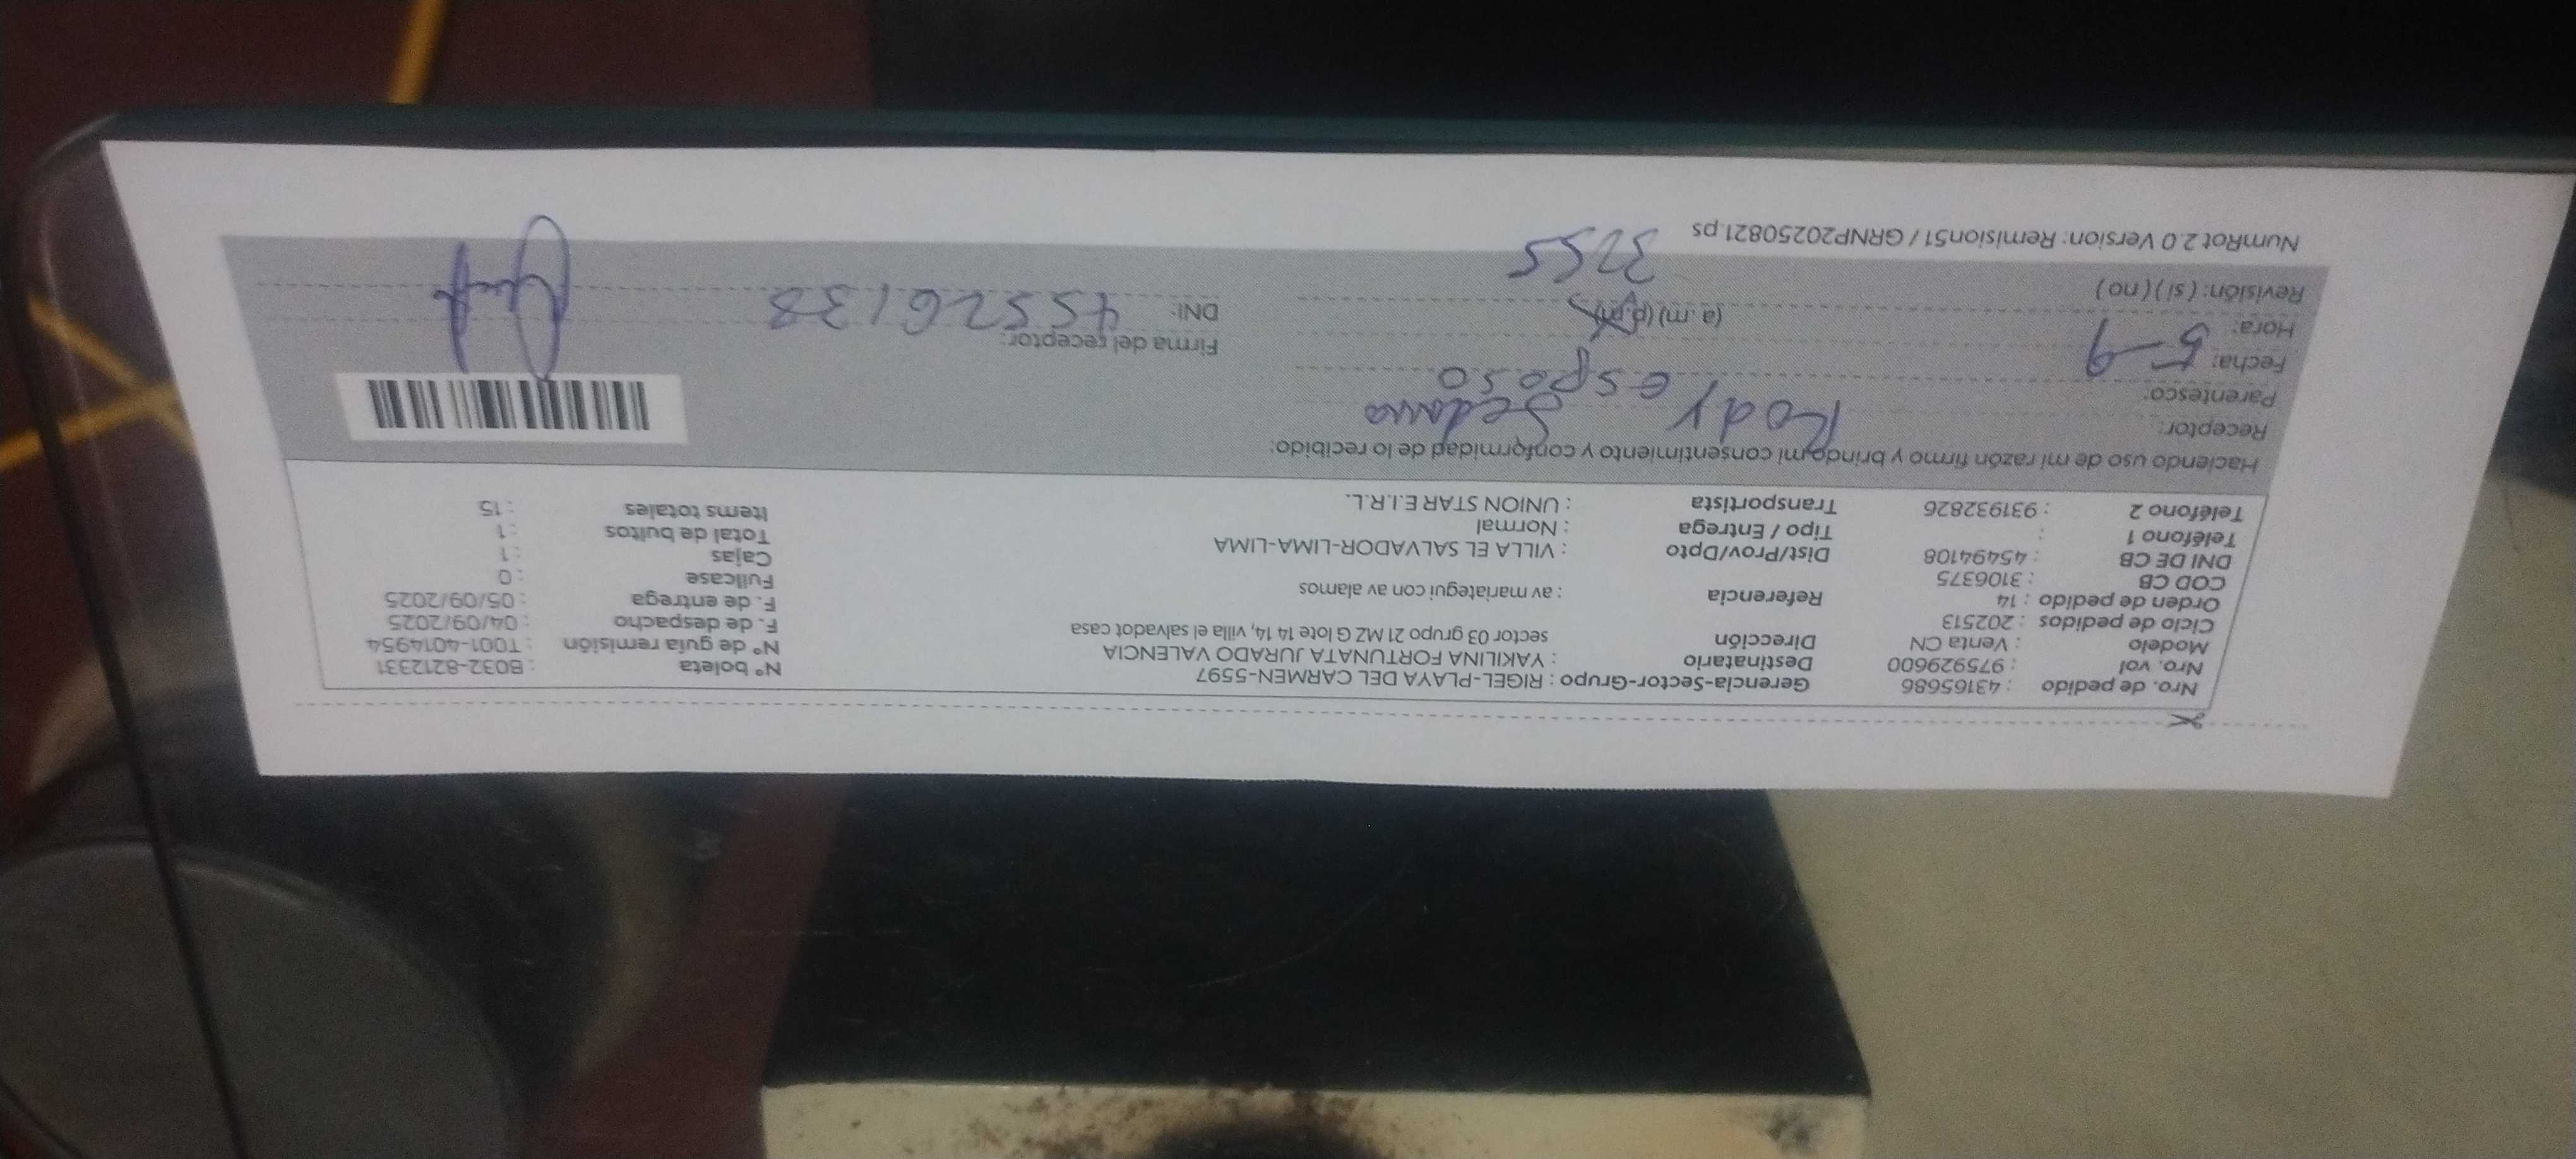 Nro. de pedido : 43165686 Gerencia-Sector-Grupo : RIGEL-PLAYA DEL CARMEN-5597 N° boleta : B032-8212331
Nro. vol : 975929600 Destinatario : YAKILINA FORTUNATA JURADO VALENCIA N° de guía remisión : T001-4014954
Modelo : Venta CN Dirección sector 03 grupo 21 MZ G lote 14 14, villa el salvadot casa F. de despacho : 04/09/2025
Ciclo de pedidos : 202513 F. de entrega : 05/09/2025
Orden de pedido : 14 Referencia : av mariategui con av alamos Fullcase : 0
COD CB : 3106375 Dist/Prov/Dpto : VILLA EL SALVADOR-LIMA-LIMA Cajas : 1
DNI DE CB : 45494108 Tipo / Entrega : Normal Total de bultos : 1
Teléfono 1 : Transportista : UNION STAR E.I.R.L. Items totales : 15
Teléfono 2 : 931932826
Haciendo uso de mi razón firmo y brindo mi consentimiento y conformidad de lo recibido:
Receptor: Rody Sedano
Parentesco: esposo
Fecha: 5-9 Firma del receptor:
Hora: (a.m) (p.m) DNI: 45526138
Revisión: (si) (no) 3255
NumRot 2.0 Version: Remision51 / GRNP20250821.ps